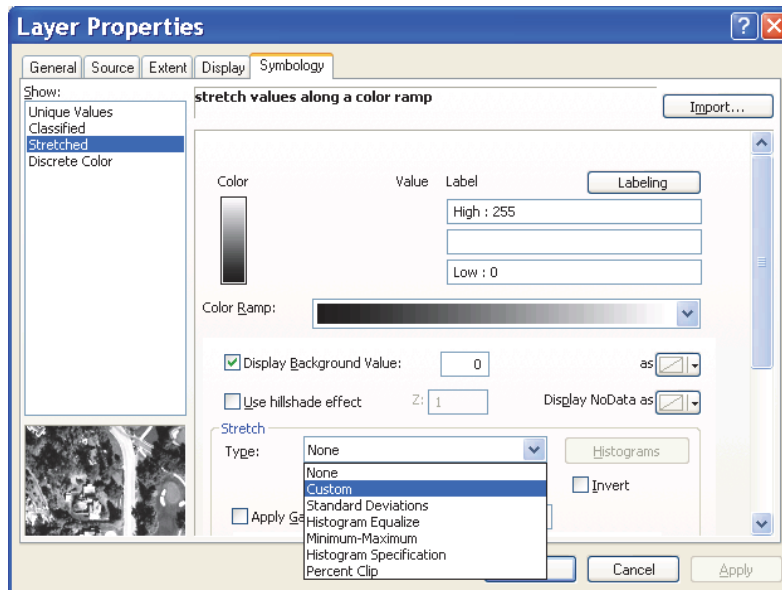 Layer Properties
General Source Extent Display Symbology
Show:
Unique Values
Classified
Stretched
Discrete Color
stretch values along a color ramp
Import...
Color Value Label Labeling
High : 255
Low : 0
Color Ramp:
Display Background Value: 0 as
Use hillshade effect Z: 1 Display NoData as
Stretch
Type: None Histograms
None
Custom
Standard Deviations
Histogram Equalize
Minimum-Maximum
Histogram Specification
Percent Clip
Invert
Apply
Cancel Apply